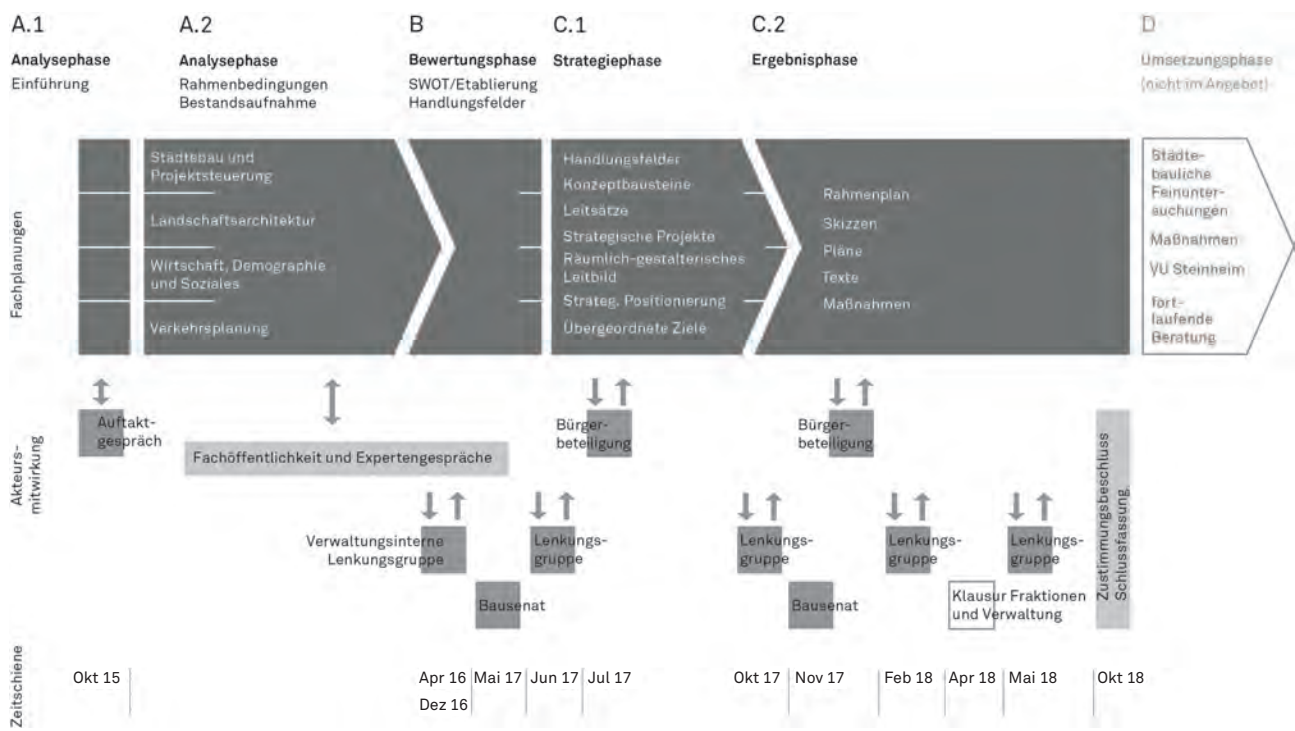 A.1
Analysephase
Einführung
A.2
Analysephase
Rahmenbedingungen
Bestandsaufnahme
B
Bewertungsphase
SWOT/Etablierung
Handlungsfelder
C.1
Strategiephase
C.2
Ergebnisphase
D
Umsetzungsphase
(nicht im Angebot)
Fachplanungen
Städtebau und
Projektsteuerung
Landschaftsarchitektur
Wirtschaft, Demographie
und Soziales
Verkehrsplanung
Handlungsfelder
Konzeptbausteine
Leitsätze
Strategische Projekte
Räumlich-gestalterisches
Leitbild
Strateg. Positionierung
Übergeordnete Ziele
Rahmenplan
Skizzen
Pläne
Texte
Maßnahmen
Städte-
bauliche
Feinunter-
suchungen
Maßnahmen
VU Steinheim
fort-
laufende
Beratung
Akteurs-
mitwirkung
Auftakt-
gespräch
Fachöffentlichkeit und Expertengespräche
Bürger-
beteiligung
Bürger-
beteiligung
Verwaltungsinterne
Lenkungsgruppe
Lenkungs-
gruppe
Lenkungs-
gruppe
Lenkungs-
gruppe
Lenkungs-
gruppe
Bausenat
Bausenat
Klausur Fraktionen
und Verwaltung
Zustimmungsbeschluss
Schlussfassung
Zeitschiene
Okt 15
Apr 16
Dez 16
Mai 17
Jun 17
Jul 17
Okt 17
Nov 17
Feb 18
Apr 18
Mai 18
Okt 18